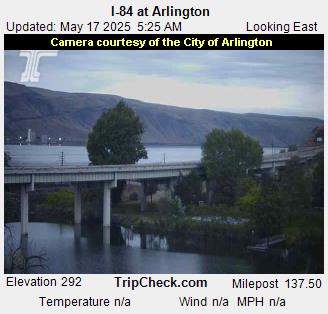 I-84 at Arlington
Updated: May 17 2025 5:25 AM Looking East
Camera courtesy of the City of Arlington
Elevation 292 TripCheck.com Milepost 137.50
Temperature n/a Wind n/a MPH n/a